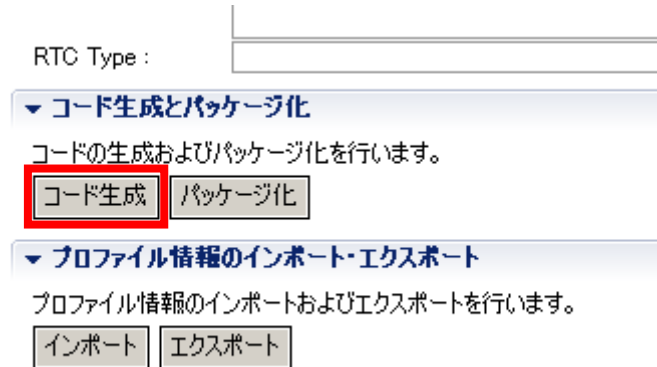 RTC Type :
コード生成とパッケージ化
コードの生成およびパッケージ化を行います。
コード生成 パッケージ化
プロファイル情報のインポート・エクスポート
プロファイル情報のインポートおよびエクスポートを行います。
インポート エクスポート